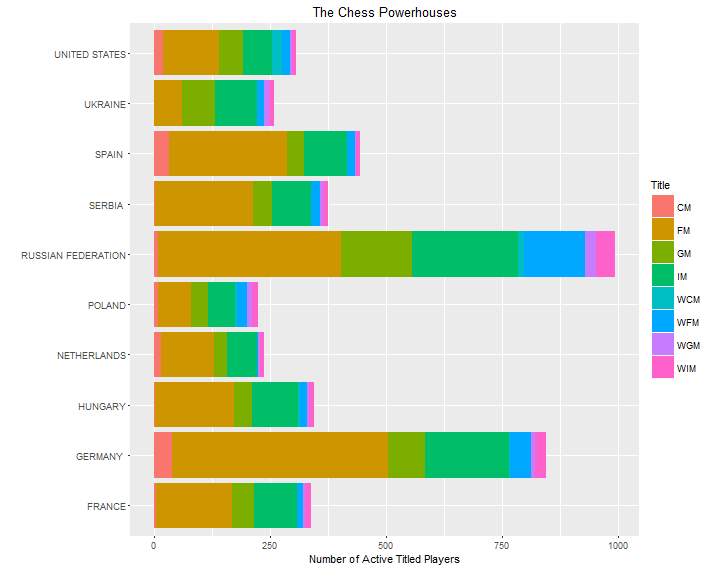 The Chess Powerhouses
UNITED STATES
UKRAINE
SPAIN
SERBIA
RUSSIAN FEDERATION
POLAND
NETHERLANDS
HUNGARY
GERMANY
FRANCE
0 250 500 750 1000
Number of Active Titled Players
Title
CM
FM
GM
IM
WCM
WFM
WGM
WIM